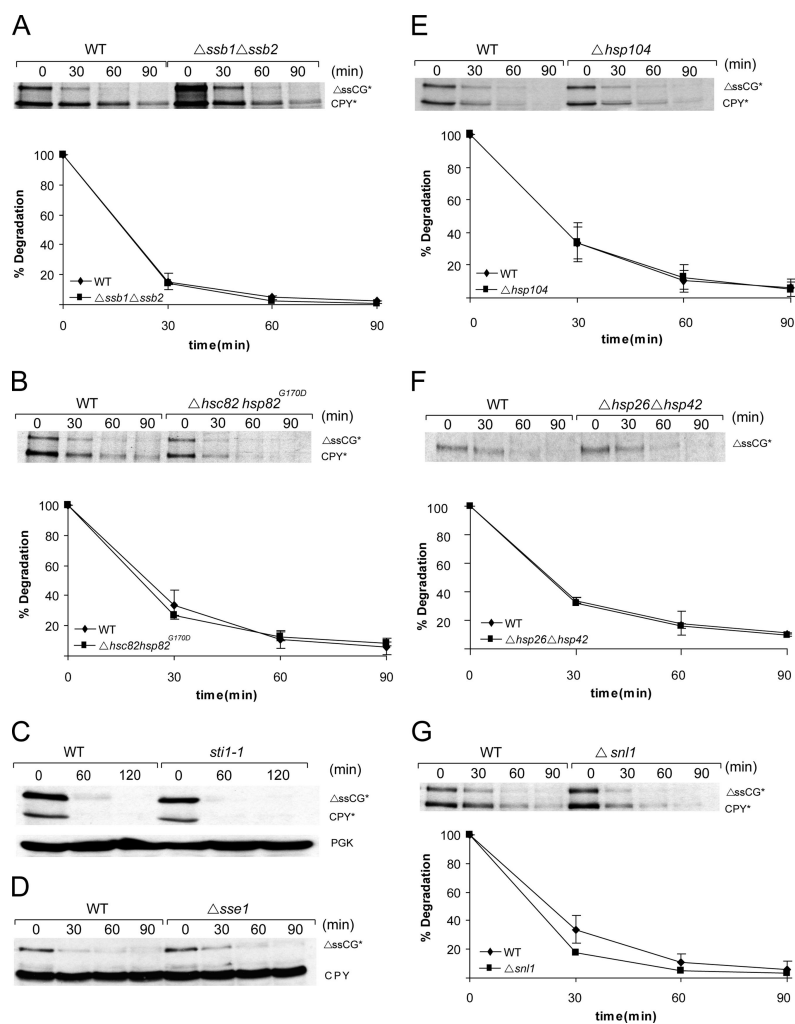 A
WT △ssb1△ssb2
0 30 60 90 0 30 60 90 (min)
△ssCG*
CPY*
100
80
60
40
20
% Degradation
WT
△ssb1△ssb2
0 30 60 90
time(min)
B
WT △hsc82 hsp82G170D
0 30 60 90 0 30 60 90 (min)
△ssCG*
CPY*
100
80
60
40
20
% Degradation
WT
△hsc82hsp82G170D
0 30 60 90
time(min)
C
WT sti1-1
0 60 120 0 60 120 (min)
△ssCG*
CPY*
PGK
D
WT △sse1
0 30 60 90 0 30 60 90 (min)
△ssCG*
CPY
E
WT △hsp104
0 30 60 90 0 30 60 90 (min)
△ssCG*
CPY*
100
80
60
40
20
% Degradation
WT
△hsp104
0 30 60 90
time(min)
F
WT △hsp26△hsp42
0 30 60 90 0 30 60 90 (min)
△ssCG*
100
80
60
40
20
% Degradation
WT
△hsp26△hsp42
0 30 60 90
time(min)
G
WT △snl1
0 30 60 90 0 30 60 90 (min)
△ssCG*
CPY*
100
80
60
40
20
% Degradation
WT
△snl1
0 30 60 90
time(min)